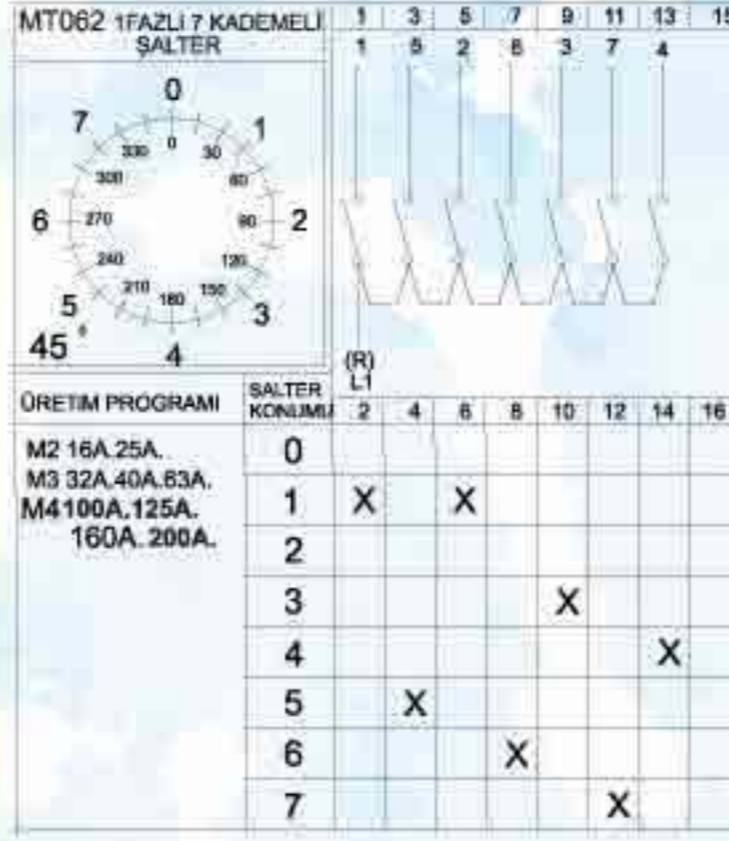 MT062 1FAZLI 7 KADEMELİ
ŞALTER
1 3 5 7 9 11 13 15
1 5 2 6 3 7 4
0
7 1
330 0 30
300 60
6 270 90 2
240 120
210 180 150
5 3
45°
4
(R)
L1
ÜRETIM PROGRAMI
SALTER
KONUMU
2 4 6 8 10 12 14 16
M2 16A.25A.
M3 32A.40A.63A.
M4100A.125A.
160A.200A.
0
1 X X
2
3 X
4 X
5 X
6 X
7 X